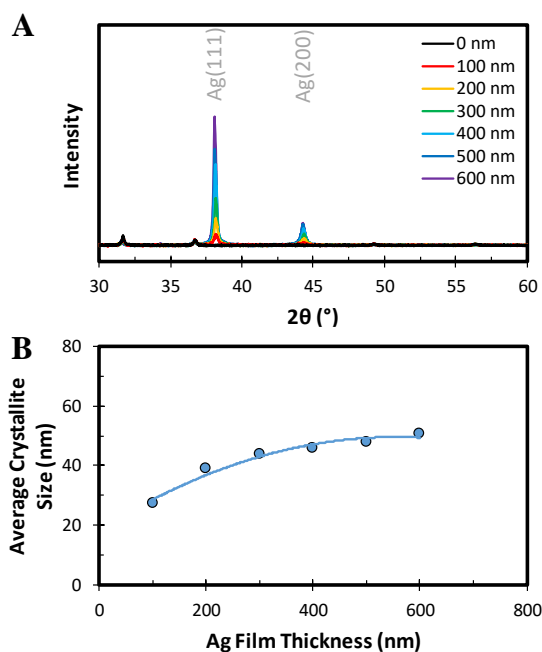 A
Ag(111)
Ag(200)
0 nm
100 nm
200 nm
300 nm
400 nm
500 nm
600 nm
Intensity
30 35 40 45 50 55 60
2θ (°)
B
80
60
40
20
0
Average Crystallite
Size (nm)
0 200 400 600 800
Ag Film Thickness (nm)